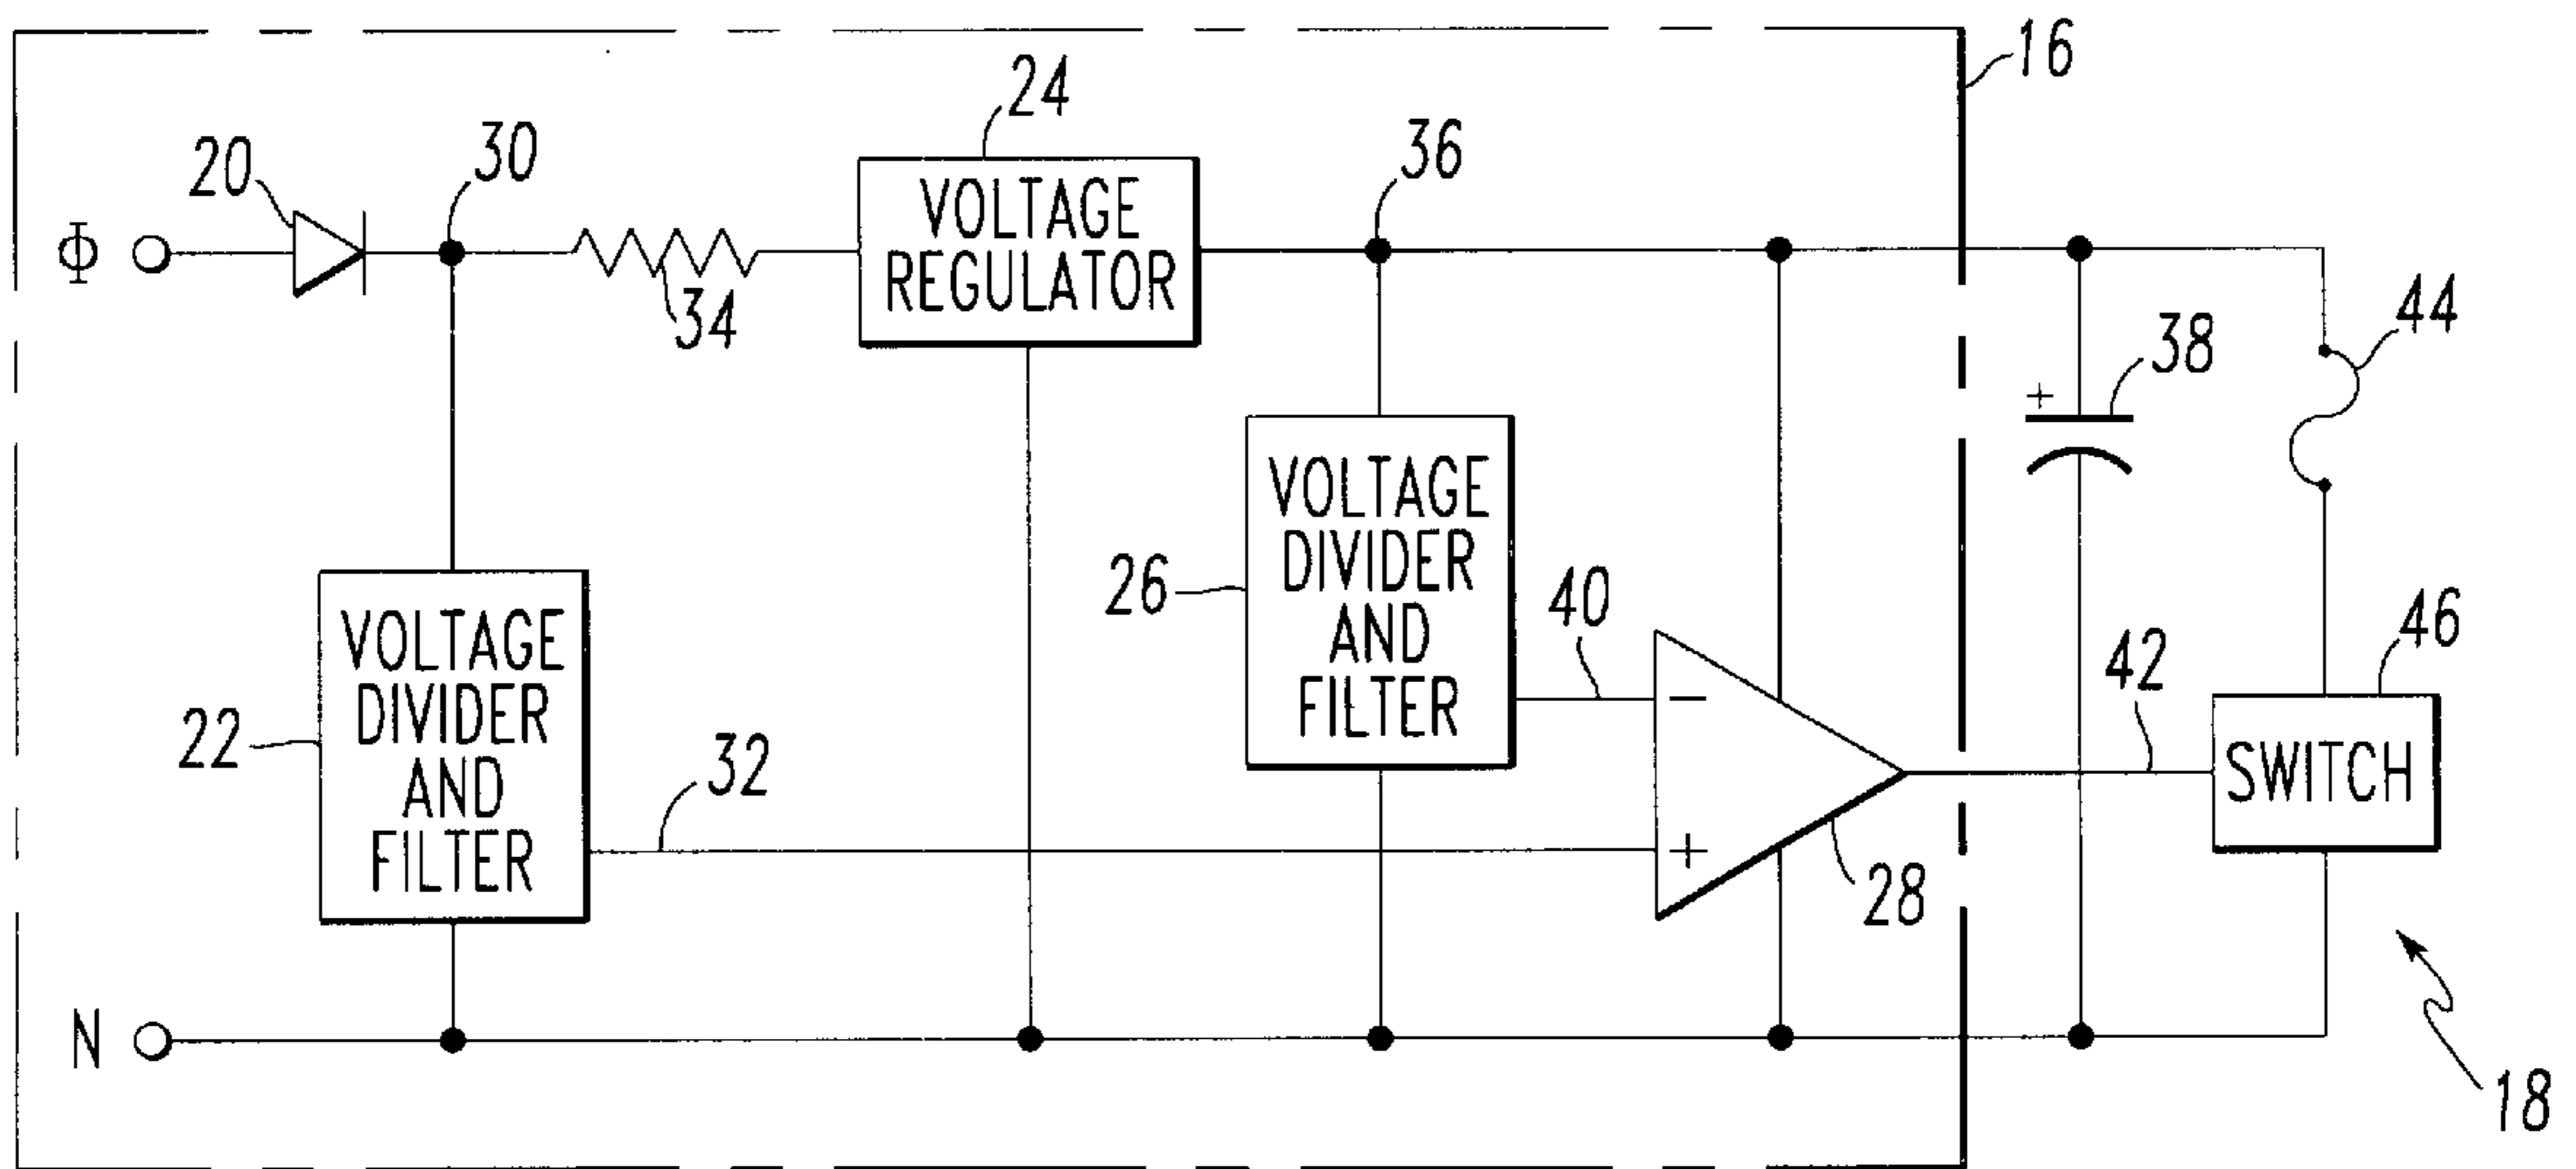 16
24
20
30
36
VOLTAGE
REGULATOR
Φ
34
44
38
+
VOLTAGE
DIVIDER
AND
FILTER
26
40
46
VOLTAGE
DIVIDER
AND
FILTER
22
32
−
+
42
SWITCH
28
N
18